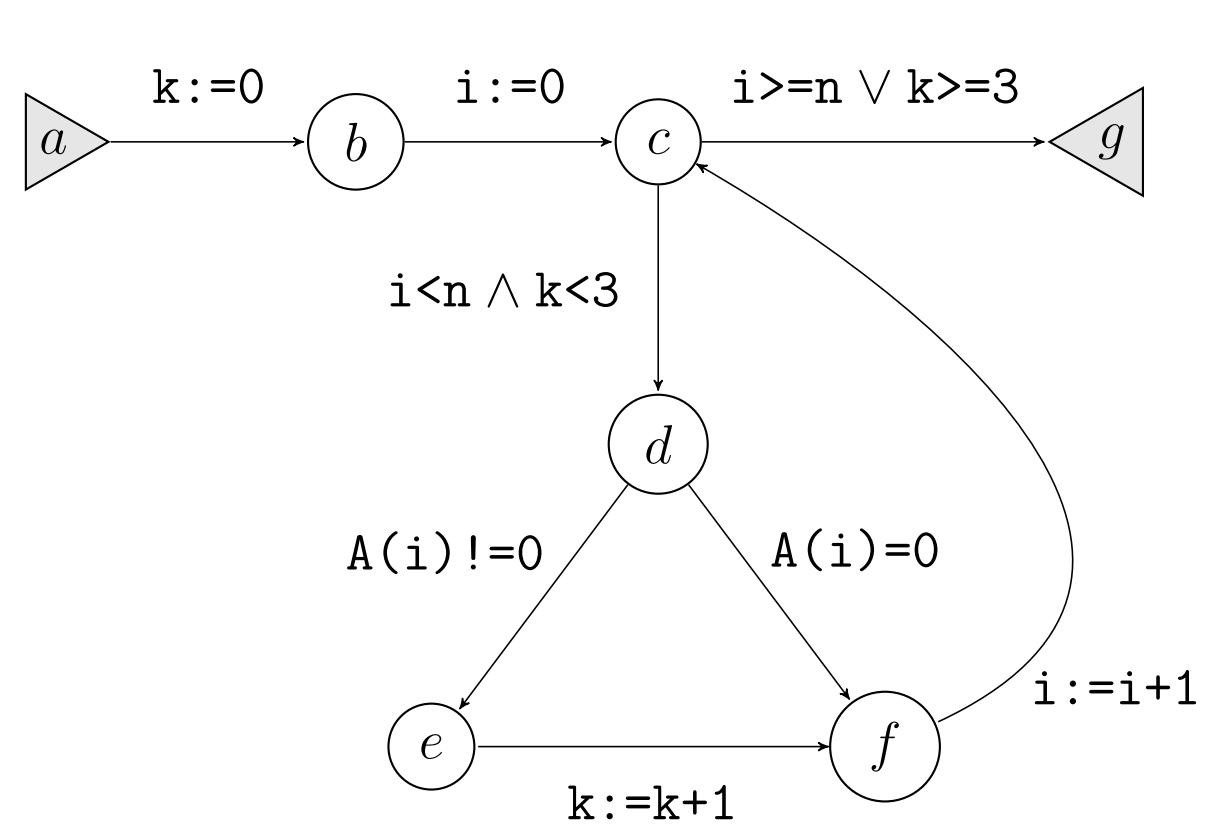 k:=0 i:=0 i>=n ∨ k>=3
a b c g
i<n ∧ k<3
d
A(i)!=0 A(i)=0
i:=i+1
e f
k:=k+1